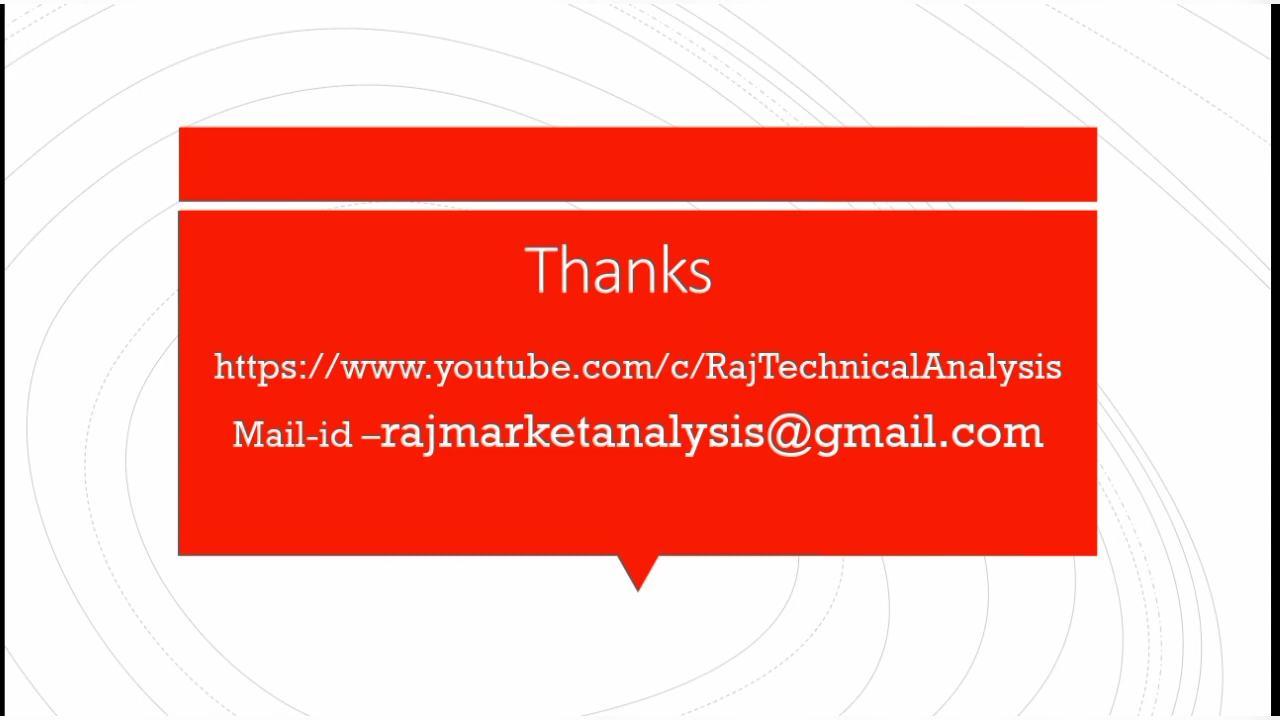 Thanks
https://www.youtube.com/c/RajTechnicalAnalysis
Mail-id –rajmarketanalysis@gmail.com